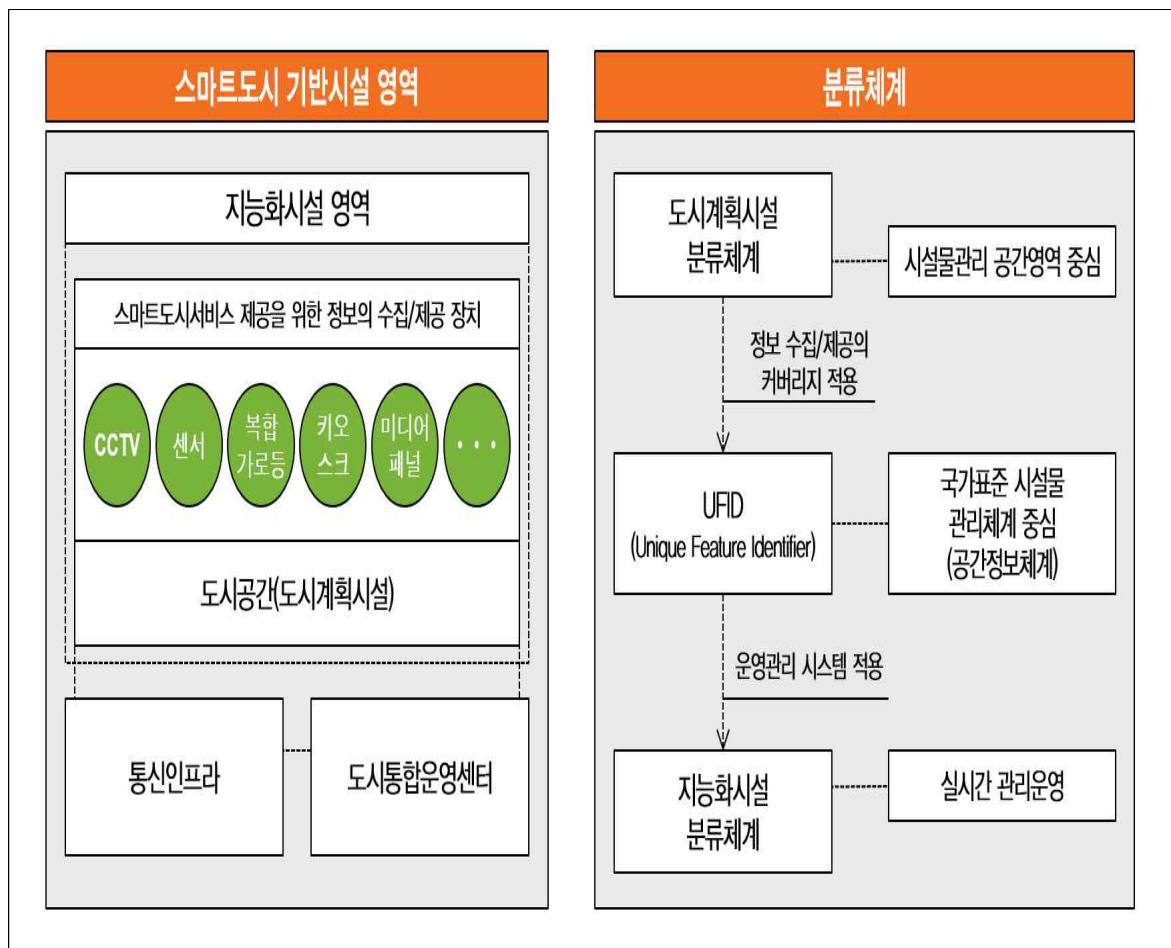 스마트도시 기반시설 영역
지능화시설 영역
스마트도시서비스 제공을 위한 정보의 수집/제공 장치
CCTV
센서
복합
가로등
키오
스크
미디어
패널
• • •
도시공간(도시계획시설)
통신인프라
도시통합운영센터
분류체계
도시계획시설
분류체계
시설물관리 공간영역 중심
정보 수집/제공의
커버리지 적용
UFID
(Unique Feature Identifier)
국가표준 시설물
관리체계 중심
(공간정보체계)
운영관리 시스템 적용
지능화시설
분류체계
실시간 관리운영